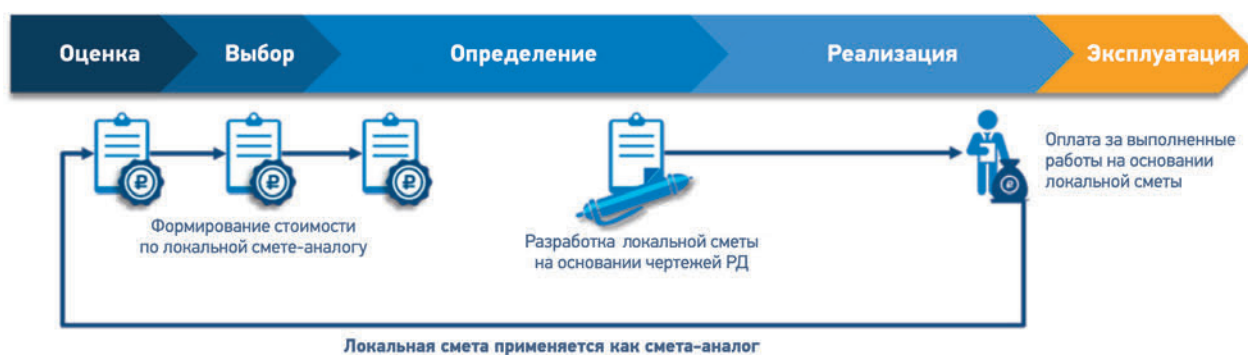 Оценка
Выбор
Определение
Реализация
Эксплуатация
₽
₽
₽
₽
Формирование стоимости
по локальной смете-аналогу
Разработка локальной сметы
на основании чертежей РД
Оплата за выполненные
работы на основании
локальной сметы
Локальная смета применяется как смета-аналог